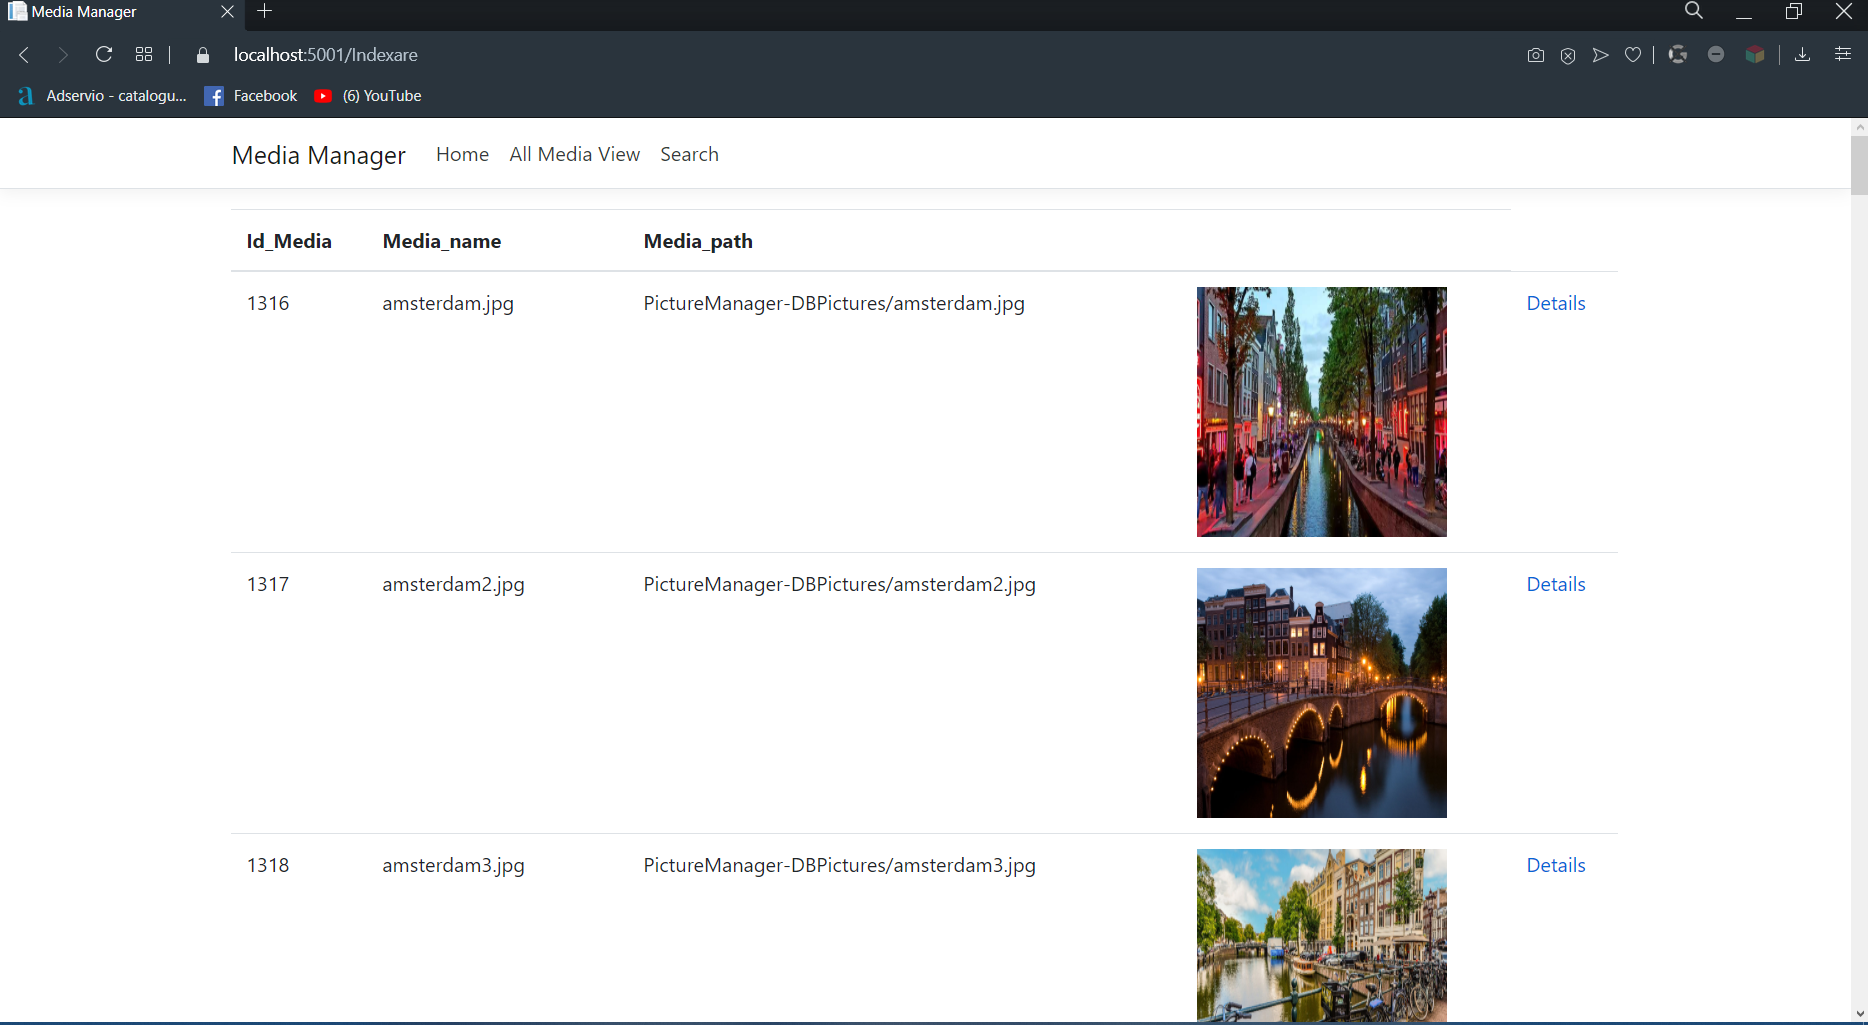 Media Manager
localhost:5001/Indexare
Adservio - catalogu... Facebook (6) YouTube
Media Manager Home All Media View Search
Id_Media Media_name Media_path
1316 amsterdam.jpg PictureManager-DBPictures/amsterdam.jpg Details
1317 amsterdam2.jpg PictureManager-DBPictures/amsterdam2.jpg Details
1318 amsterdam3.jpg PictureManager-DBPictures/amsterdam3.jpg Details